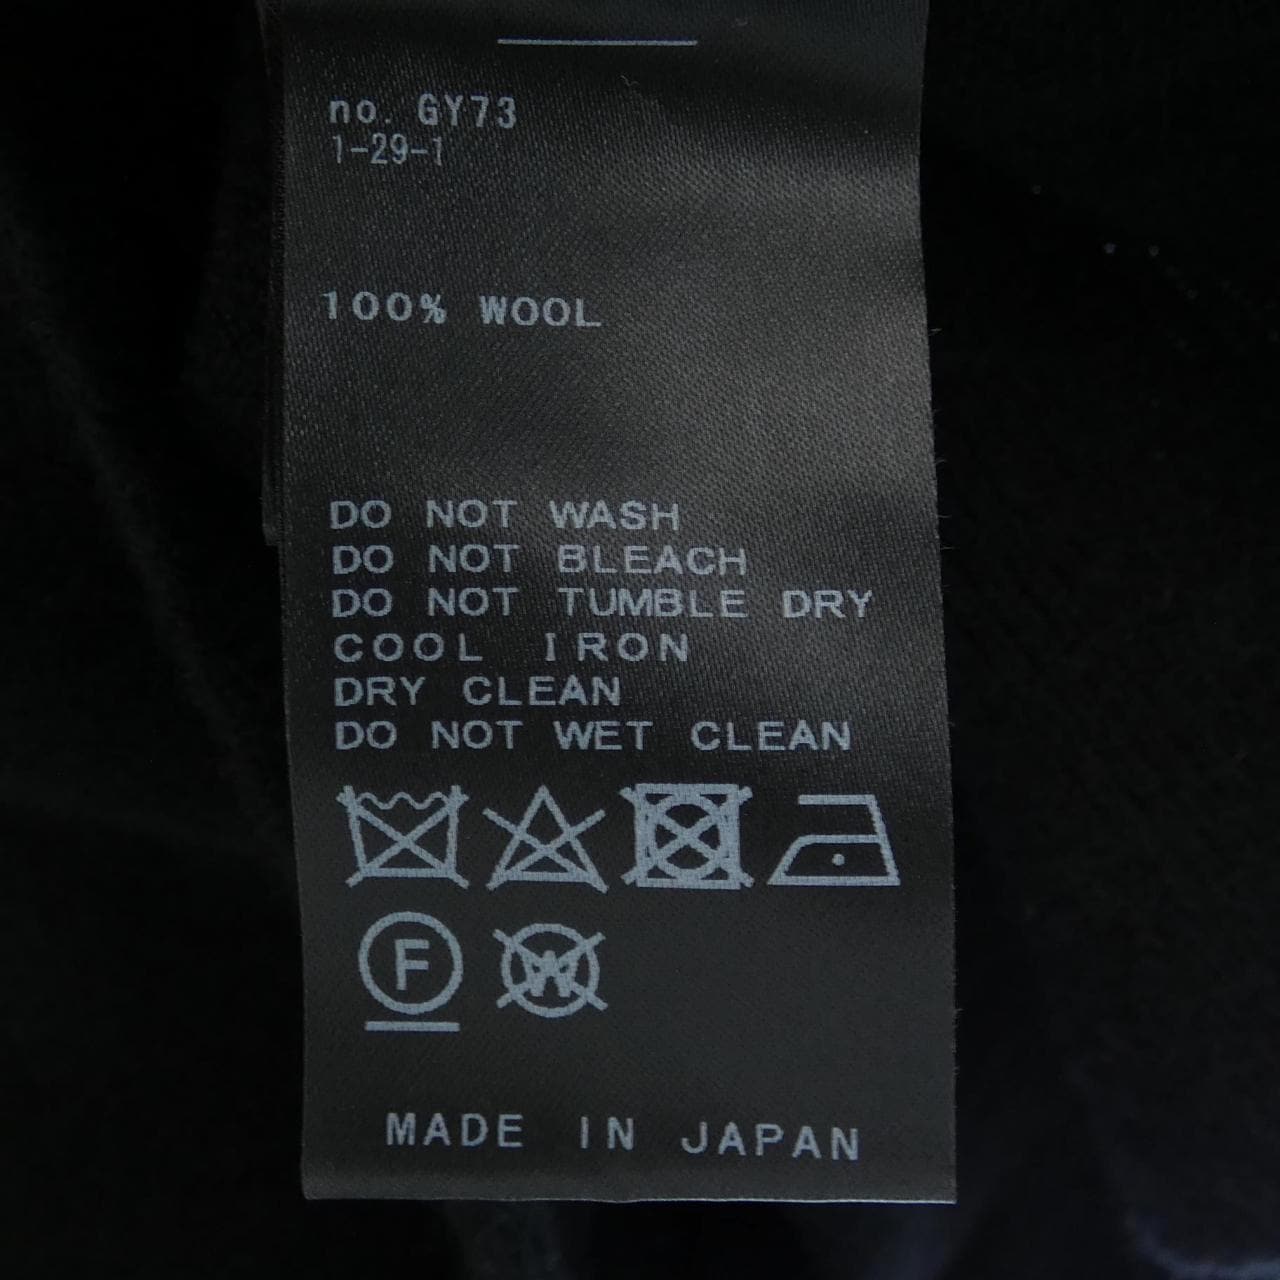 no. GY73
1-29-1
100% WOOL
DO NOT WASH
DO NOT BLEACH
DO NOT TUMBLE DRY
COOL IRON
DRY CLEAN
DO NOT WET CLEAN
F W
MADE IN JAPAN